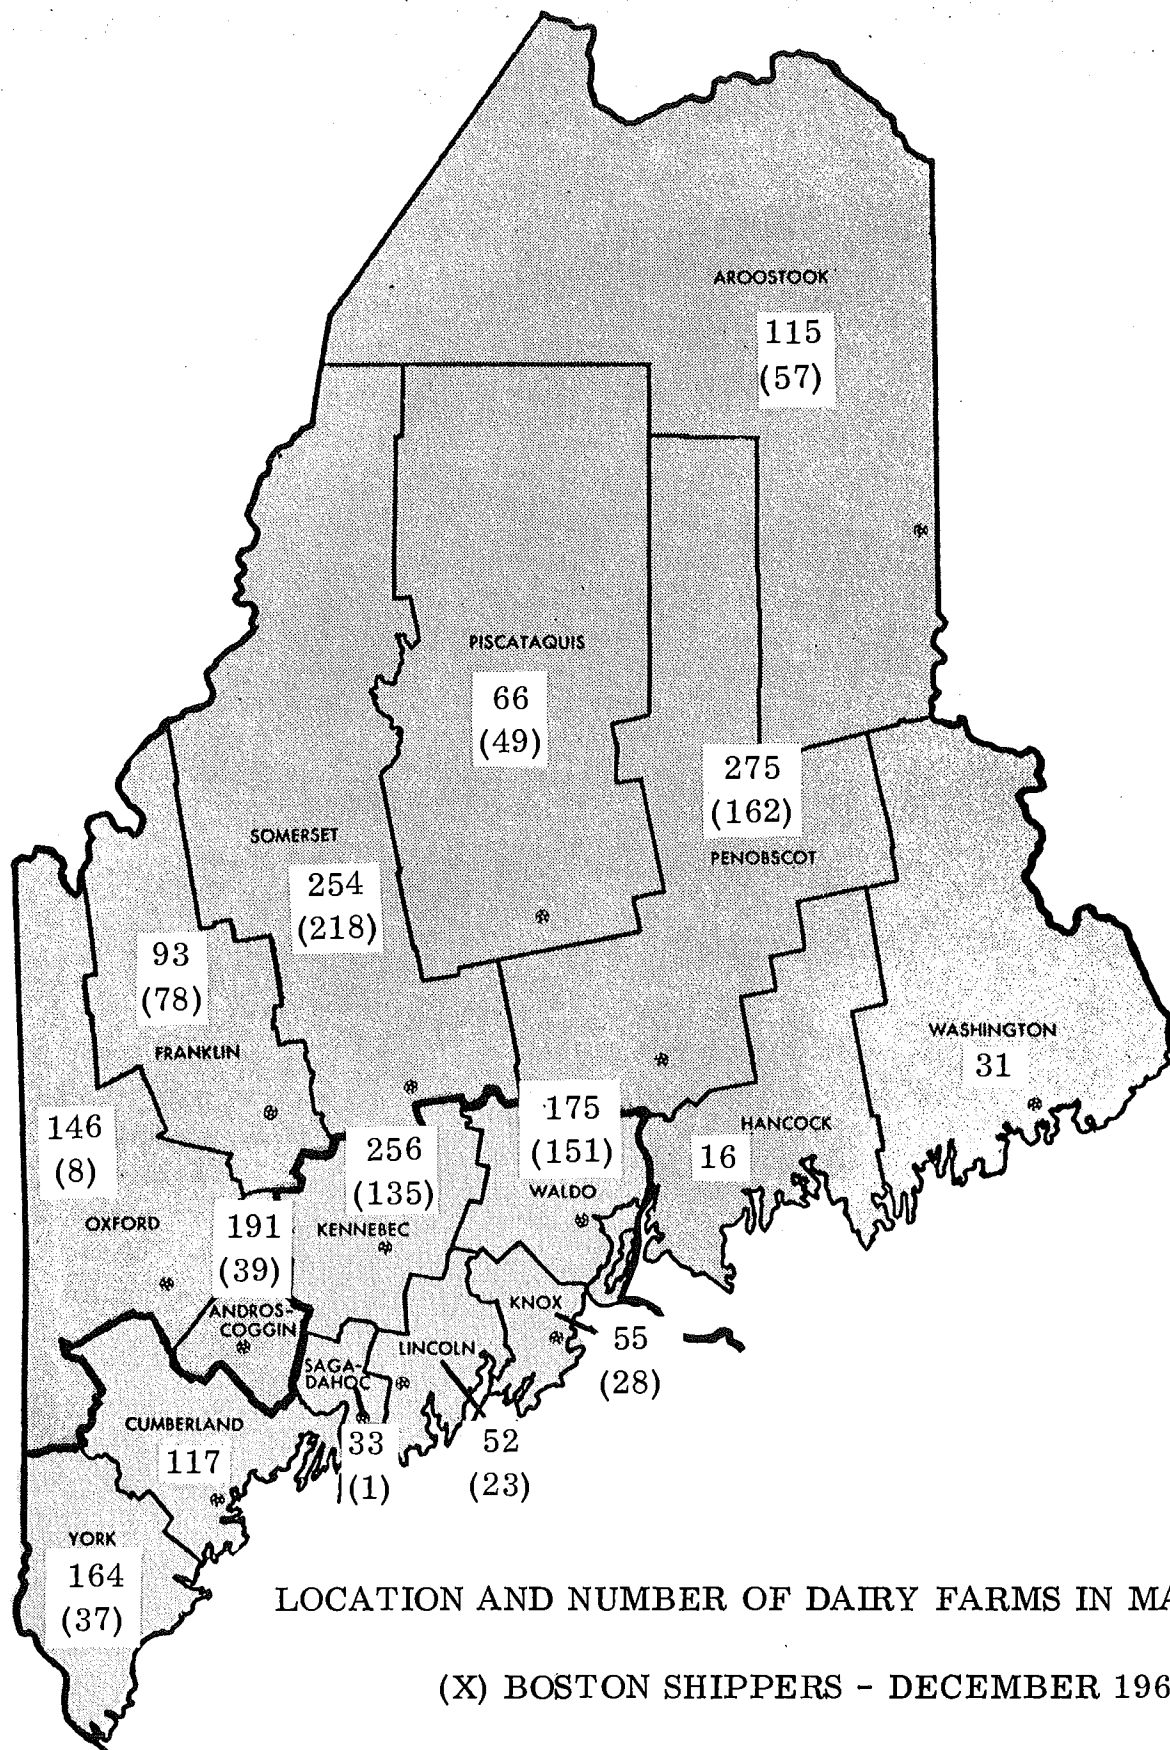 AROOSTOOK
115
(57)
PISCATAQUIS
66
(49)
275
(162)
PENOBSCOT
SOMERSET
254
(218)
93
(78)
FRANKLIN
WASHINGTON
31
146
(8)
OXFORD
256
(135)
KENNEBEC
175
(151)
WALDO
HANCOCK
16
191
(39)
ANDROS-
COGGIN
KNOX
55
(28)
LINCOLN
52
(23)
SAGA-
DAHOC
33
(1)
CUMBERLAND
117
YORK
164
(37)
LOCATION AND NUMBER OF DAIRY FARMS IN
(X) BOSTON SHIPPERS - DECEMBER